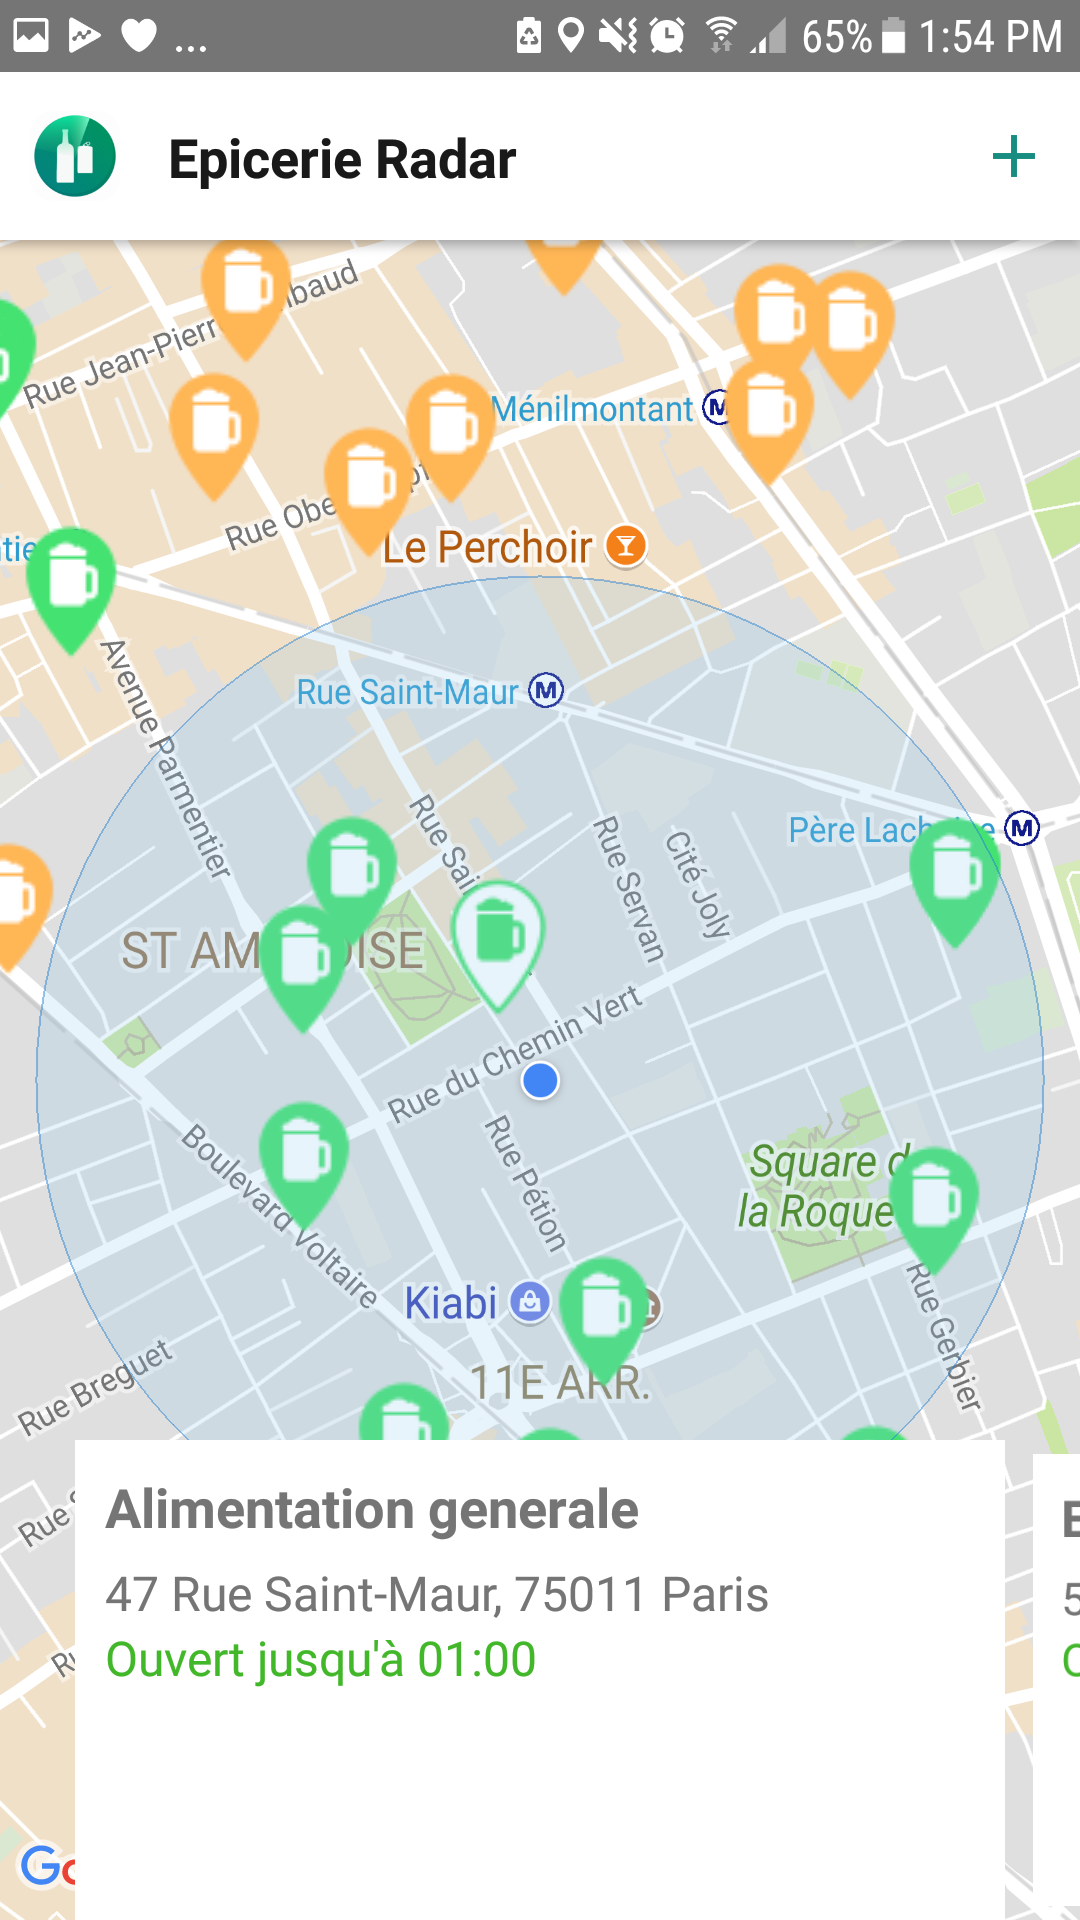 65% 1:54 PM
Epicerie Radar
Rue Jean-Pierr
baud
Ménilmontant
Rue Obe
Le Perchoir
Rue Saint-Maur
Avenue Parmentier
Père Lach
Rue Sai
Rue Servan
Cité Joly
ST AM
OISE
Rue du Chemin Vert
Rue Pétion
Boulevard Voltaire
Square d
la Roque
Kiabi
11E ARR.
Rue Gerbier
Rue Breguet
Rue
Alimentation generale
47 Rue Saint-Maur, 75011 Paris
Ouvert jusqu'à 01:00